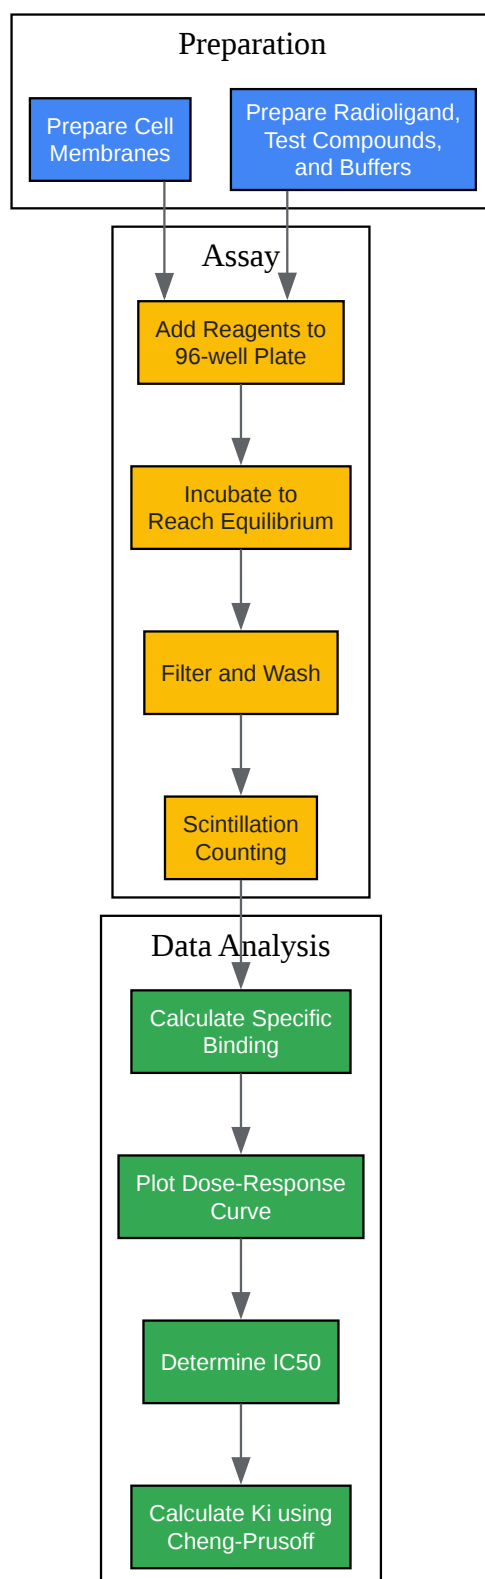 Preparation
Prepare Cell
Membranes
Prepare Radioligand,
Test Compounds,
and Buffers
Assay
Add Reagents to
96-well Plate
Incubate to
Reach Equilibrium
Filter and Wash
Scintillation
Counting
Data Analysis
Calculate Specific
Binding
Plot Dose-Response
Curve
Determine IC50
Calculate Ki using
Cheng-Prusoff